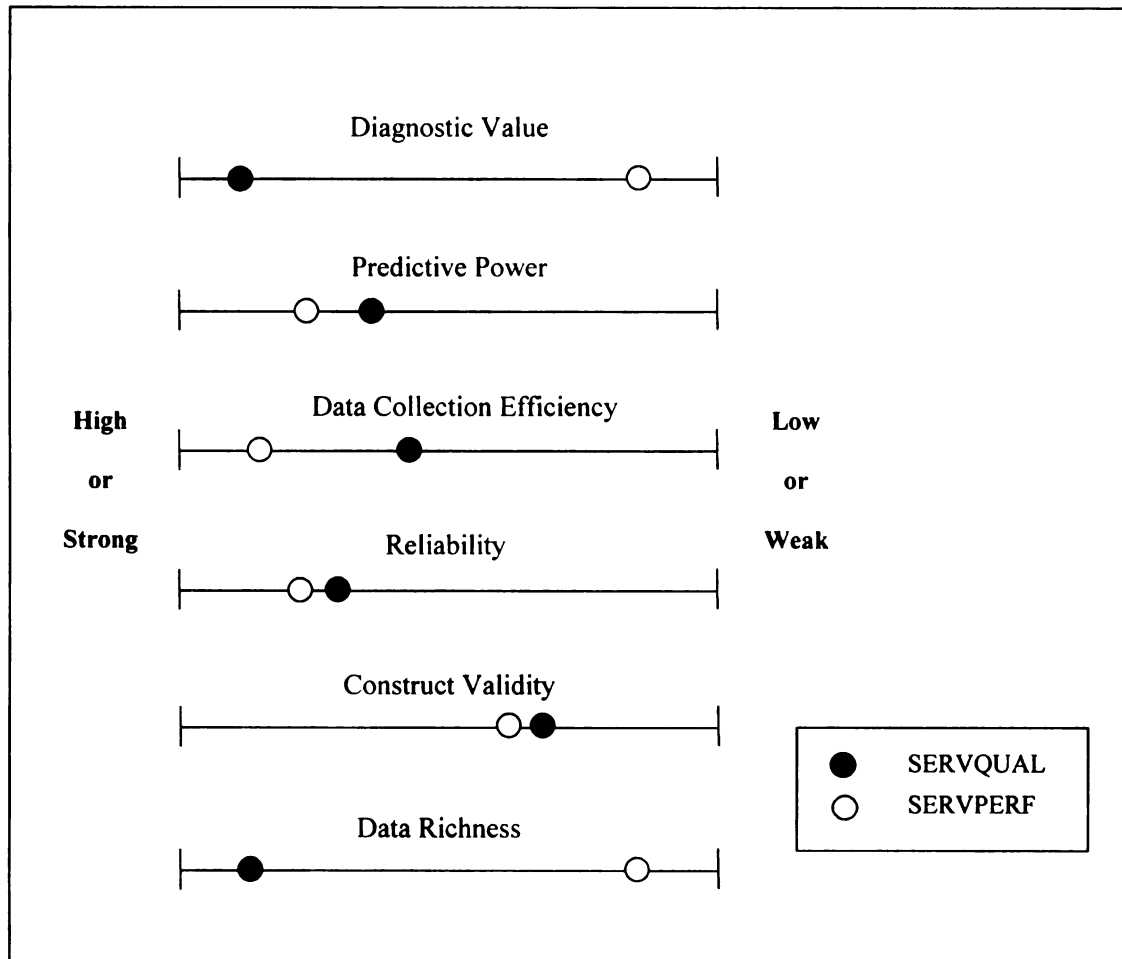 Diagnostic Value
Predictive Power
Data Collection Efficiency
High
or
Strong
Low
or
Weak
Reliability
Construct Validity
Data Richness
SERVQUAL
SERVPERF